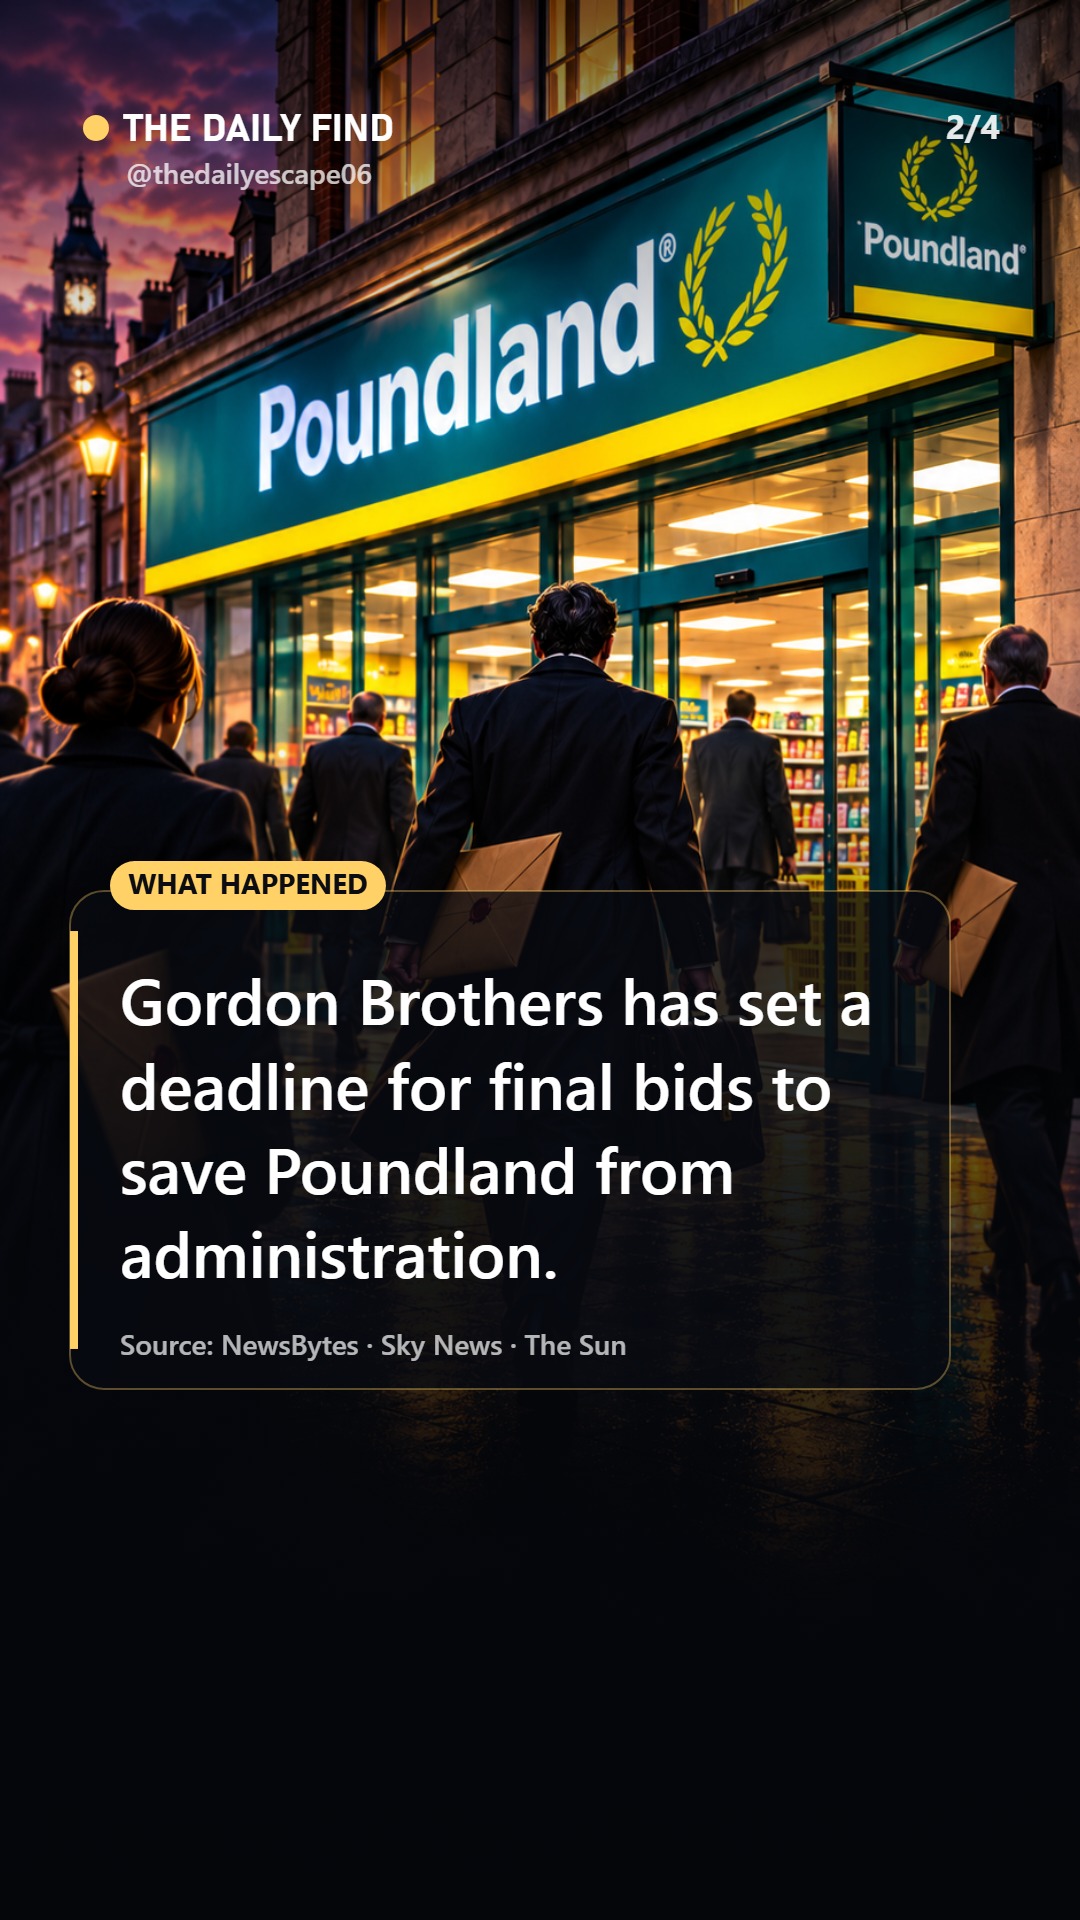 THE DAILY FIND
@thedailyescape06
2/4
Poundland®
Poundland®
WHAT HAPPENED
Gordon Brothers has set a
deadline for final bids to
save Poundland from
administration.
Source: NewsBytes · Sky News · The Sun